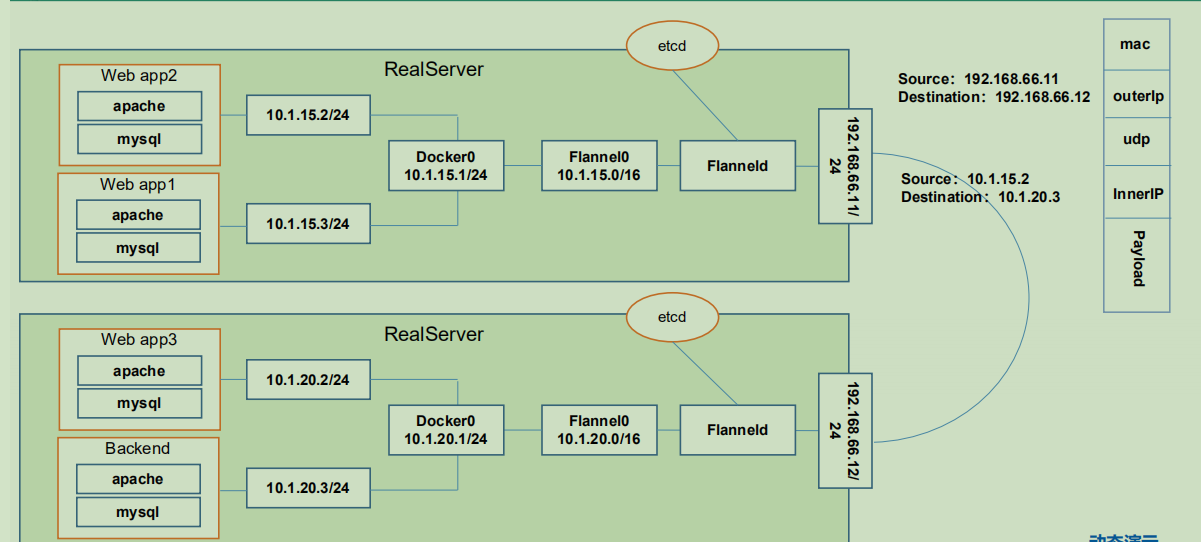 etcd
RealServer
Web app2
apache
mysql
10.1.15.2/24
Docker0
10.1.15.1/24
Flannel0
10.1.15.0/16
Flanneld
192.168.66.11/
24
Web app1
apache
mysql
10.1.15.3/24
Source：192.168.66.11
Destination：192.168.66.12
Source：10.1.15.2
Destination：10.1.20.3
mac
outerIp
udp
InnerIP
Payload
etcd
RealServer
Web app3
apache
mysql
10.1.20.2/24
Docker0
10.1.20.1/24
Flannel0
10.1.20.0/16
Flanneld
192.168.66.12/
24
Backend
apache
mysql
10.1.20.3/24
动态演示